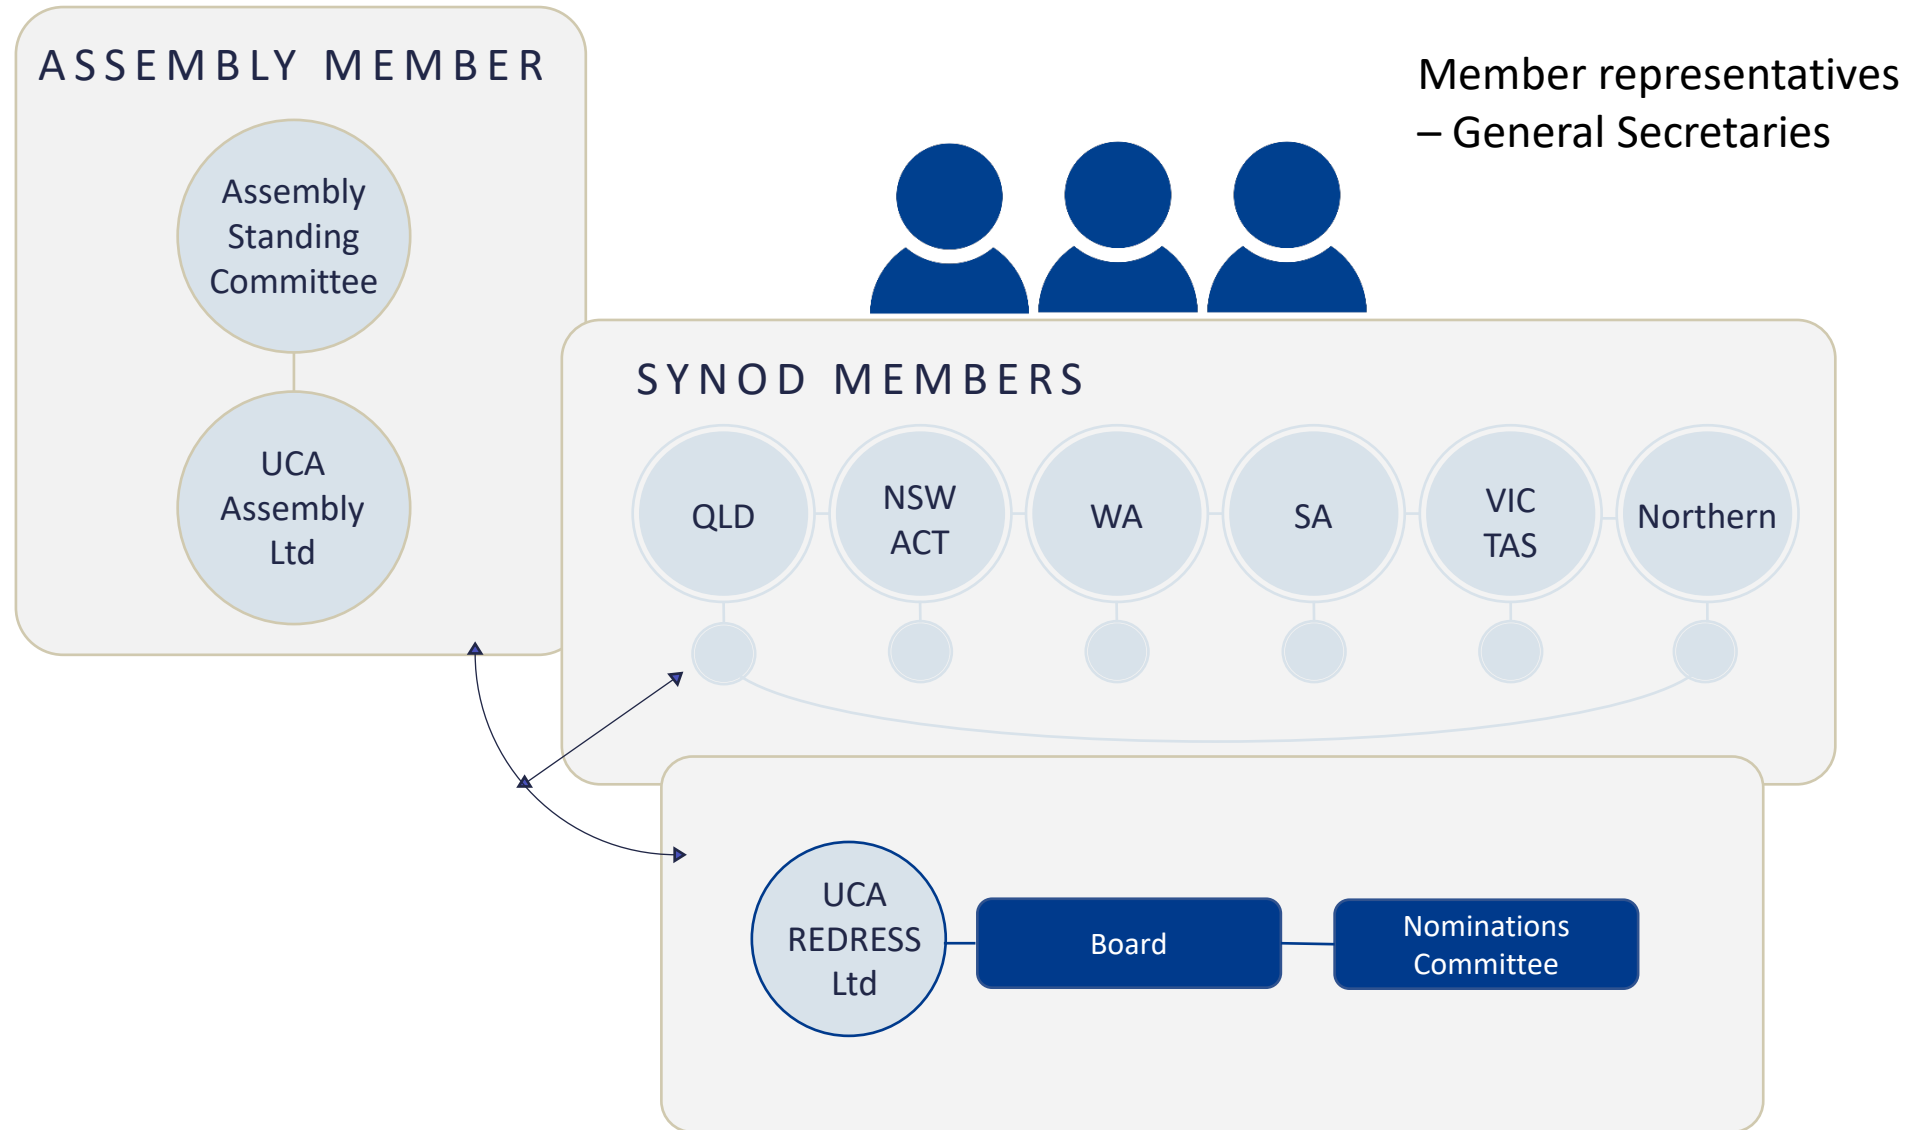 ASSEMBLY MEMBER
Assembly
Standing
Committee
UCA
Assembly
Ltd
Member representatives
– General Secretaries
SYNOD MEMBERS
QLD
NSW
ACT
WA
SA
VIC
TAS
Northern
UCA
REDRESS
Ltd
Board
Nominations
Committee